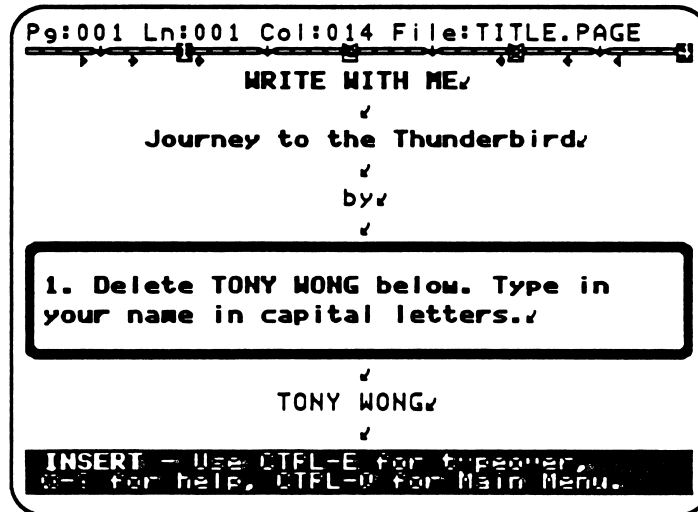 Pg:001 Ln:001 Col:014 File:TITLE.PAGE
WRITE WITH ME
Journey to the Thunderbird
by
1. Delete TONY WONG below. Type in
your name in capital letters.
TONY WONG
INSERT - Use CTRL-E for typeover,
for help, CTRL-Q for Main Menu.